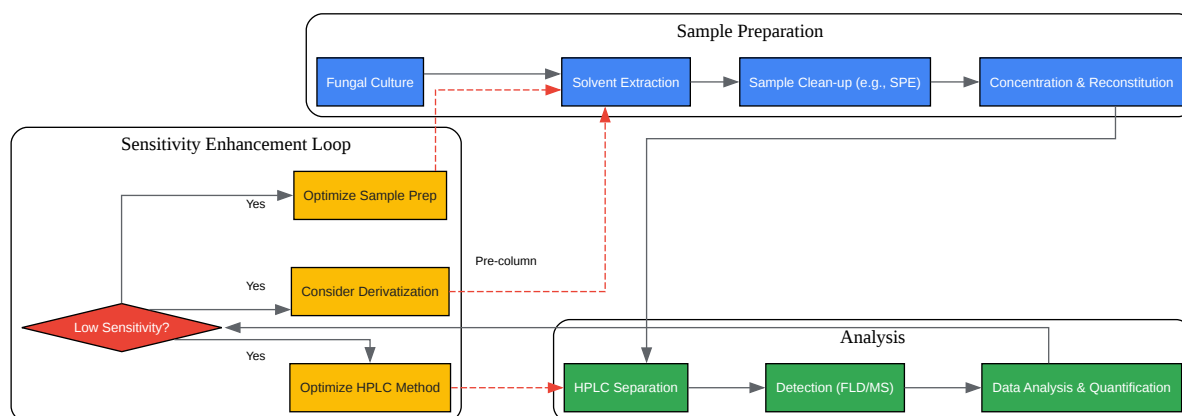 Sample Preparation
Fungal Culture
Solvent Extraction
Sample Clean-up (e.g., SPE)
Concentration & Reconstitution
Sensitivity Enhancement Loop
Optimize Sample Prep
Yes
Pre-column
Consider Derivatization
Yes
Low Sensitivity?
Yes
Optimize HPLC Method
Analysis
HPLC Separation
Detection (FLD/MS)
Data Analysis & Quantification